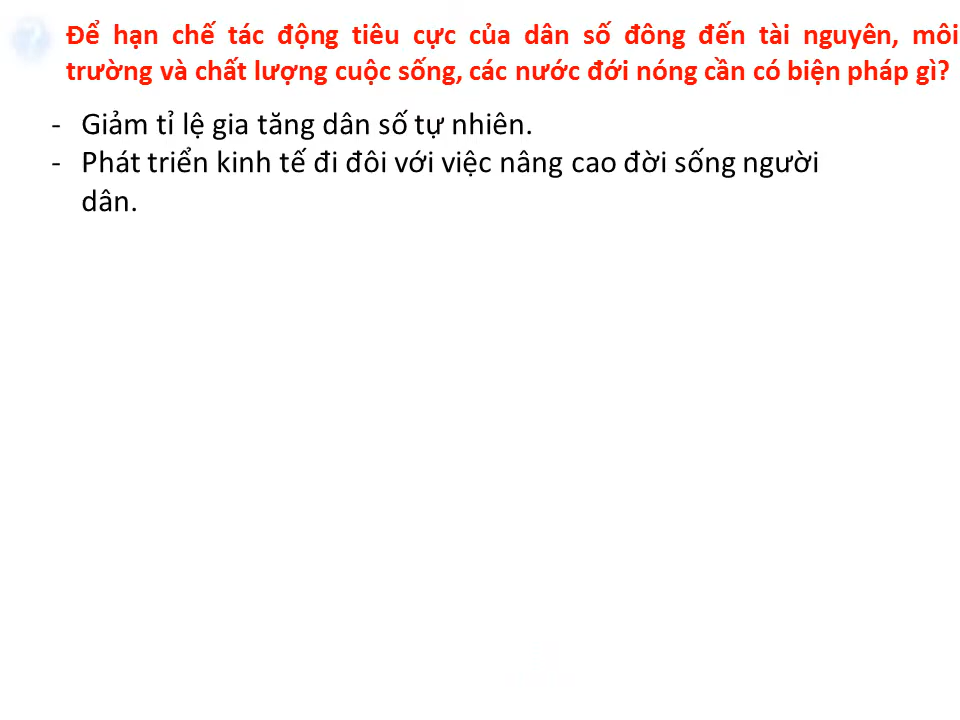 Để hạn chế tác động tiêu cực của dân số đông đến tài nguyên, môi
trường và chất lượng cuộc sống, các nước đới nóng cần có biện pháp gì?
- Giảm tỉ lệ gia tăng dân số tự nhiên.
- Phát triển kinh tế đi đôi với việc nâng cao đời sống người
dân.